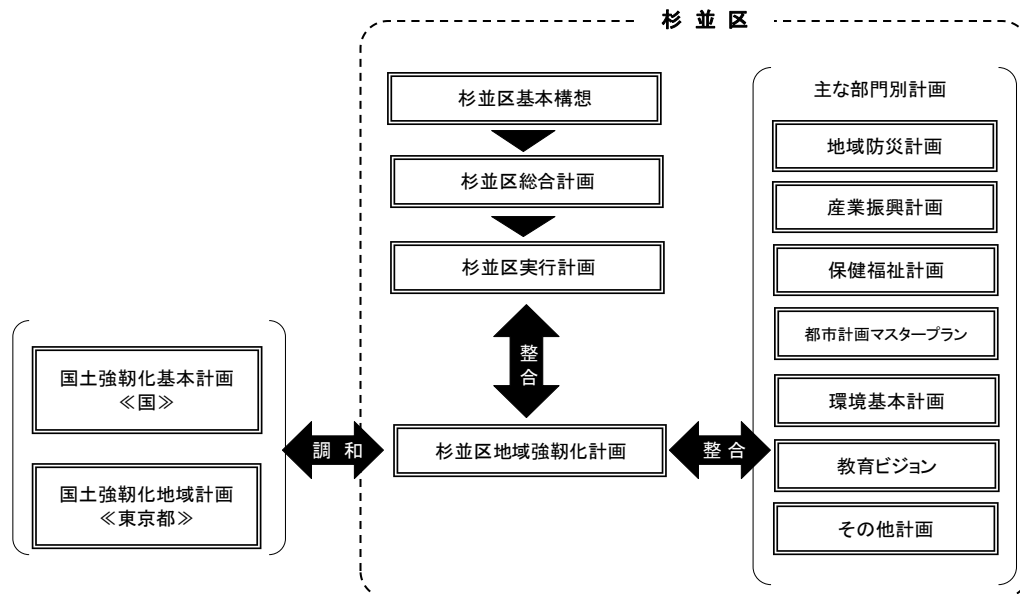 杉並区
杉並区基本構想
杉並区総合計画
杉並区実行計画
整合
杉並区地域強靭化計画
国土強靭化基本計画
≪国≫
国土強靭化地域計画
≪東京都≫
調和
整合
主な部門別計画
地域防災計画
産業振興計画
保健福祉計画
都市計画マスタープラン
環境基本計画
教育ビジョン
その他計画